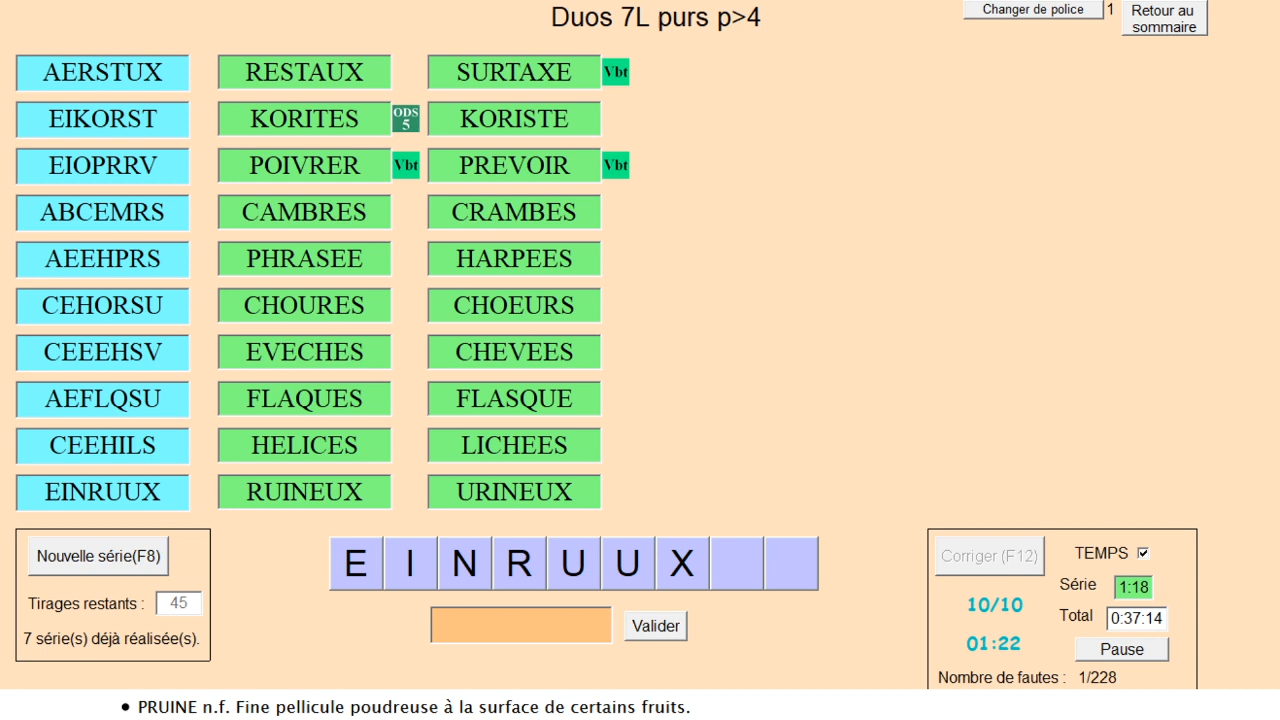 Duos 7L purs p>4
Changer de police 1
Retour au
sommaire
AERSTUX RESTAUX SURTAXE Vbt
EIKORST KORITES ODS 5 KORISTE
EIOPRRV POIVRER Vbt PREVOIR Vbt
ABCEMRS CAMBRES CRAMBES
AEEHPRS PHRASEE HARPEES
CEHORSU CHOURES CHOEURS
CEEEHSV EVECHES CHEVEES
AEFLQSU FLAQUES FLASQUE
CEEHILS HELICES LICHEES
EINRUUX RUINEUX URINEUX
Nouvelle série(F8)
Tirages restants : 45
7 série(s) déjà réalisée(s).
E I N R U U X
Valider
Corriger (F12) TEMPS
Série 1:18
10/10
Total 0:37:14
01:22
Pause
Nombre de fautes : 1/228
• PRUINE n.f. Fine pellicule poudreuse à la surface de certains fruits.